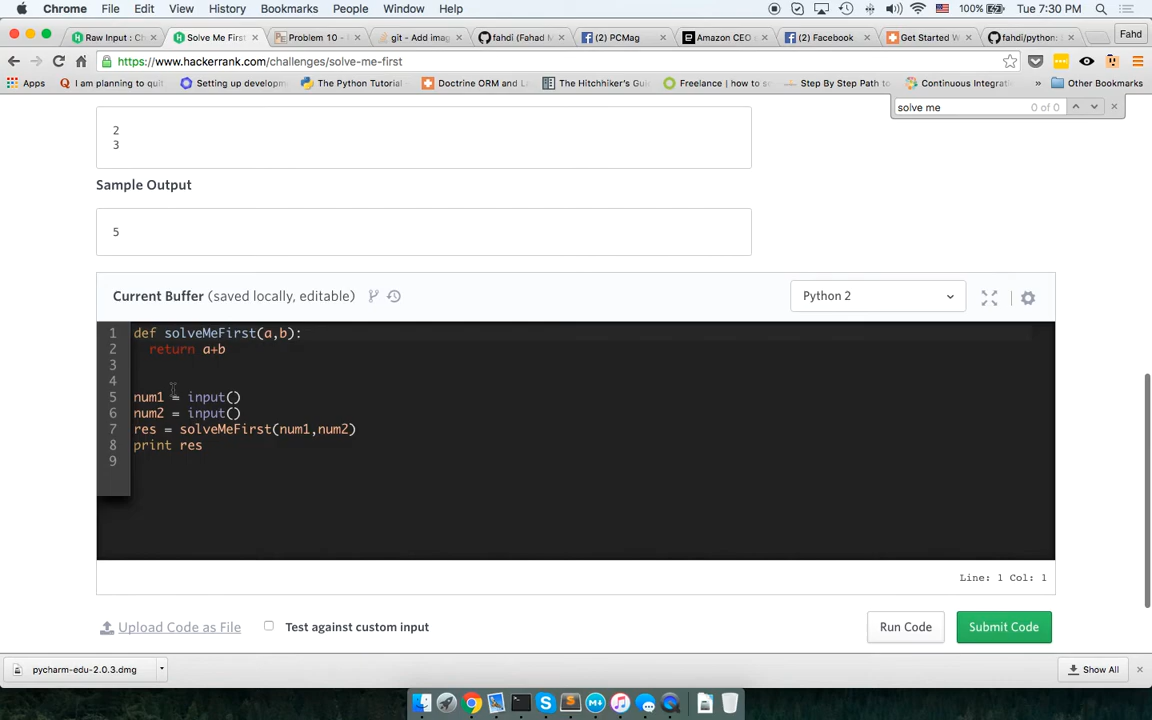 Chrome File Edit View History Bookmarks People Window Help 100% Tue 7:30 PM
Raw Input : Ch
Solve Me First
Problem 10 -
git - Add imag
fahdi (Fahad M
(2) PCMag
Amazon CEO
(2) Facebook
Get Started W
fahdi/python:
Fahd
https://www.hackerrank.com/challenges/solve-me-first
Apps
I am planning to quit
Setting up developm
The Python Tutorial
Doctrine ORM and L
The Hitchhiker's Gu
Freelance | how to s
Step By Step Path to
Continuous Integrati
»
Other Bookmarks
solve me 0 of 0
2
3
Sample Output
5
Current Buffer (saved locally, editable)
Python 2
1 def solveMeFirst(a,b):
2 return a+b
3
4
5 num1 = input()
6 num2 = input()
7 res = solveMeFirst(num1,num2)
8 print res
9
Line: 1 Col: 1
Upload Code as File
Test against custom input
Run Code
Submit Code
pycharm-edu-2.0.3.dmg
Show All